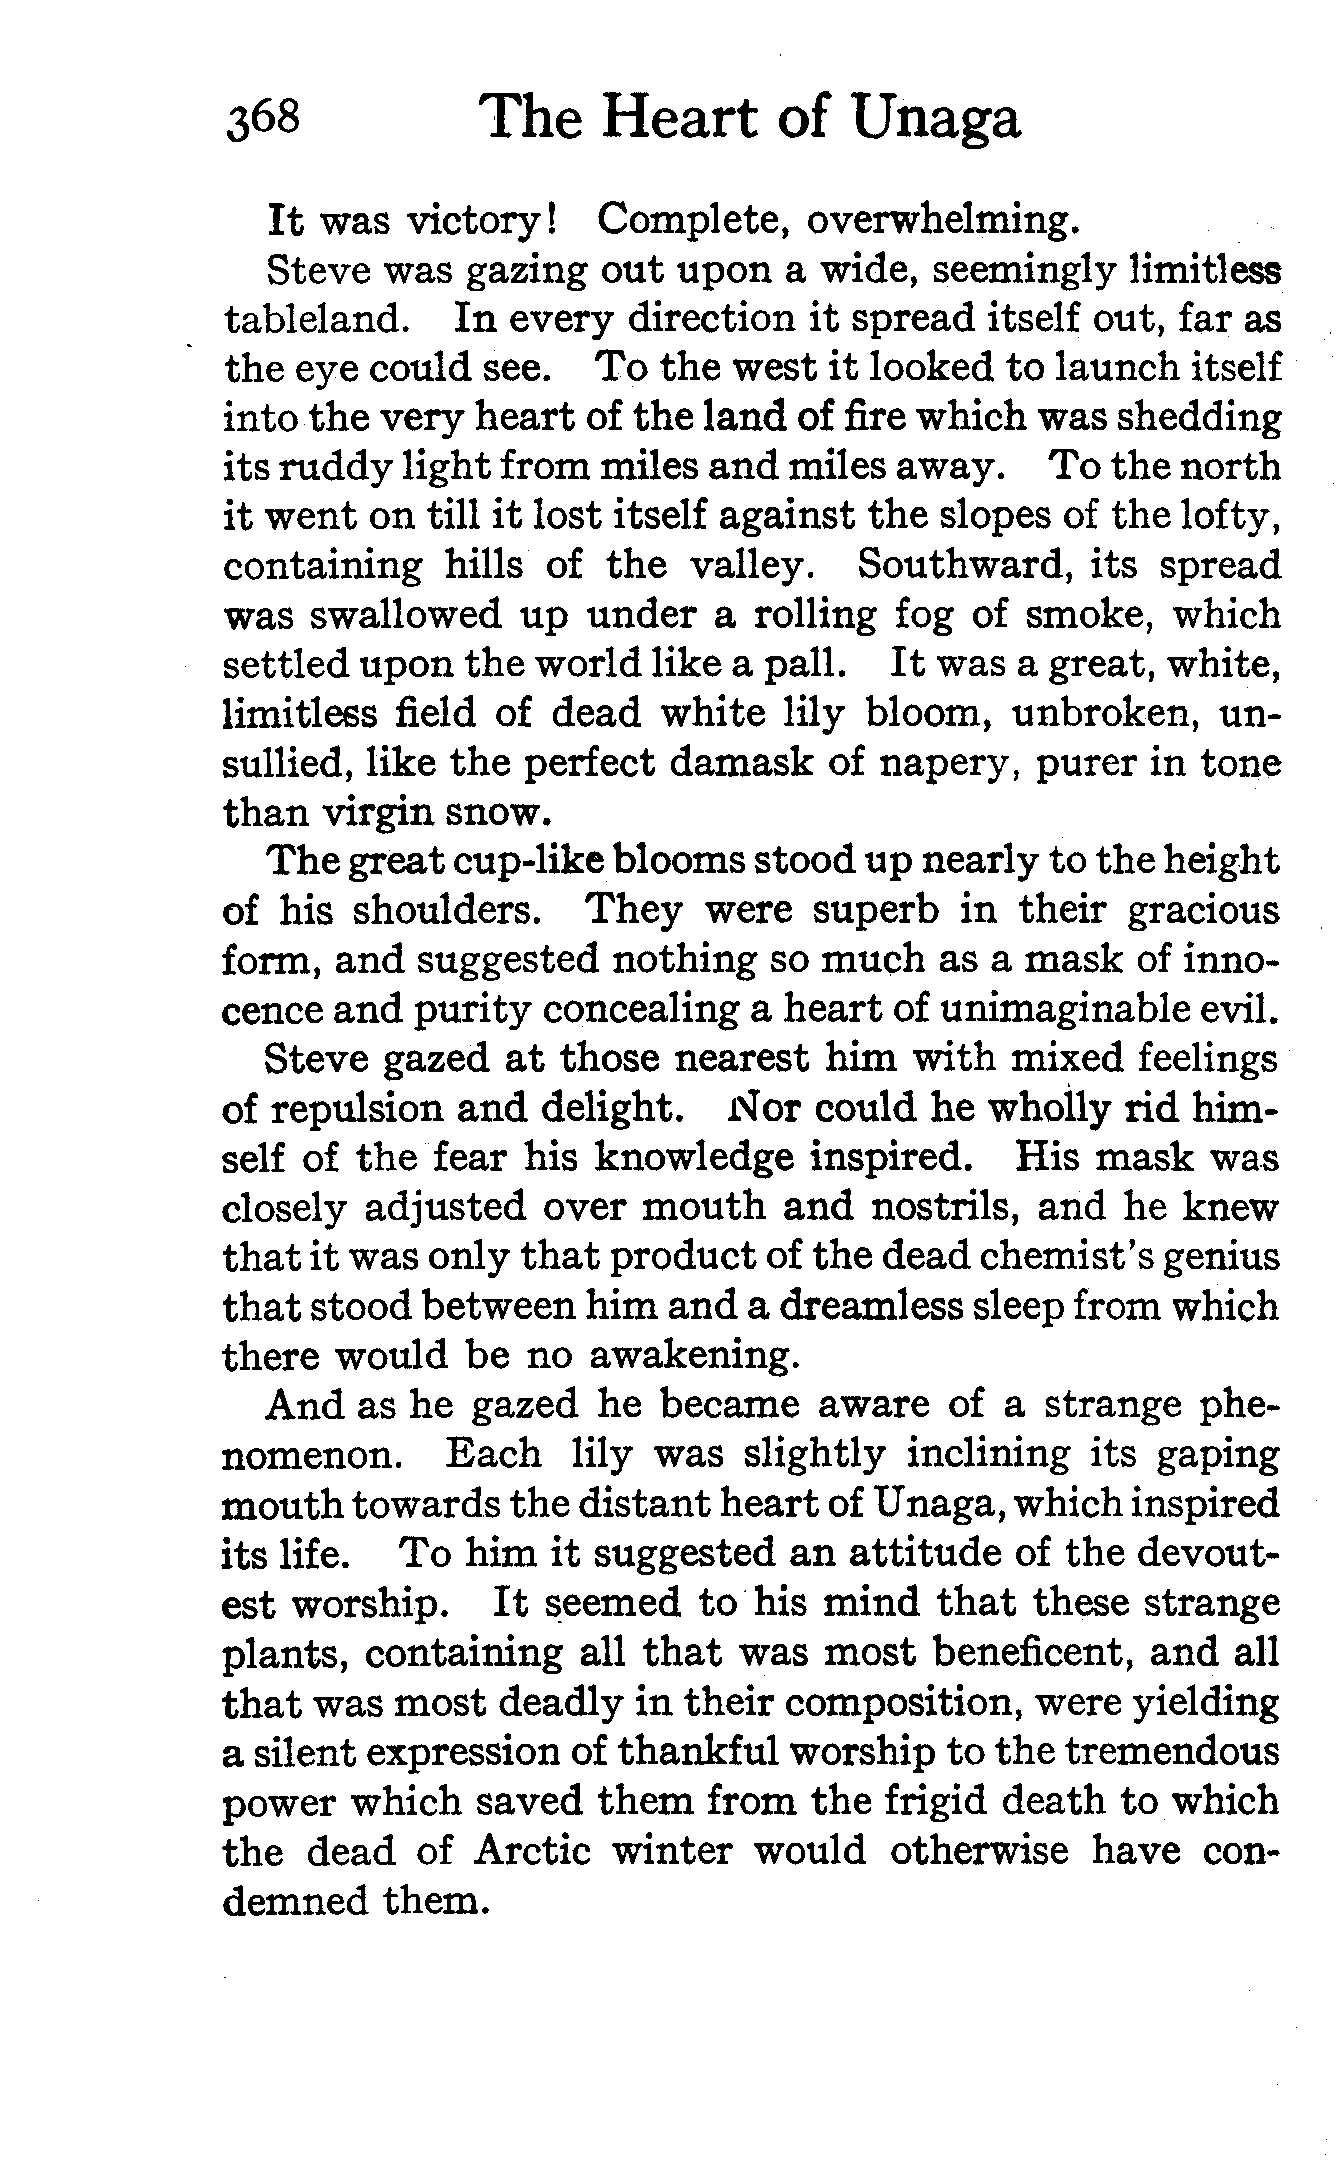 368 The Heart of Unaga
It was victory! Complete, overwhelming.
Steve was gazing out upon a wide, seemingly limitless
tableland. In every direction it spread itself out, far as
the eye could see. To the west it looked to launch itself
into the very heart of the land of fire which was shedding
its ruddy light from miles and miles away. To the north
it went on till it lost itself against the slopes of the lofty,
containing hills of the valley. Southward, its spread
was swallowed up under a rolling fog of smoke, which
settled upon the world like a pall. It was a great, white,
limitless field of dead white lily bloom, unbroken, un-
sullied, like the perfect damask of napery, purer in tone
than virgin snow.
The great cup-like blooms stood up nearly to the height
of his shoulders. They were superb in their gracious
form, and suggested nothing so much as a mask of inno-
cence and purity concealing a heart of unimaginable evil.
Steve gazed at those nearest him with mixed feelings
of repulsion and delight. Nor could he wholly rid him-
self of the fear his knowledge inspired. His mask was
closely adjusted over mouth and nostrils, and he knew
that it was only that product of the dead chemist's genius
that stood between him and a dreamless sleep from which
there would be no awakening.
And as he gazed he became aware of a strange phe-
nomenon. Each lily was slightly inclining its gaping
mouth towards the distant heart of Unaga, which inspired
its life. To him it suggested an attitude of the devout-
est worship. It seemed to his mind that these strange
plants, containing all that was most beneficent, and all
that was most deadly in their composition, were yielding
a silent expression of thankful worship to the tremendous
power which saved them from the frigid death to which
the dead of Arctic winter would otherwise have con-
demned them.